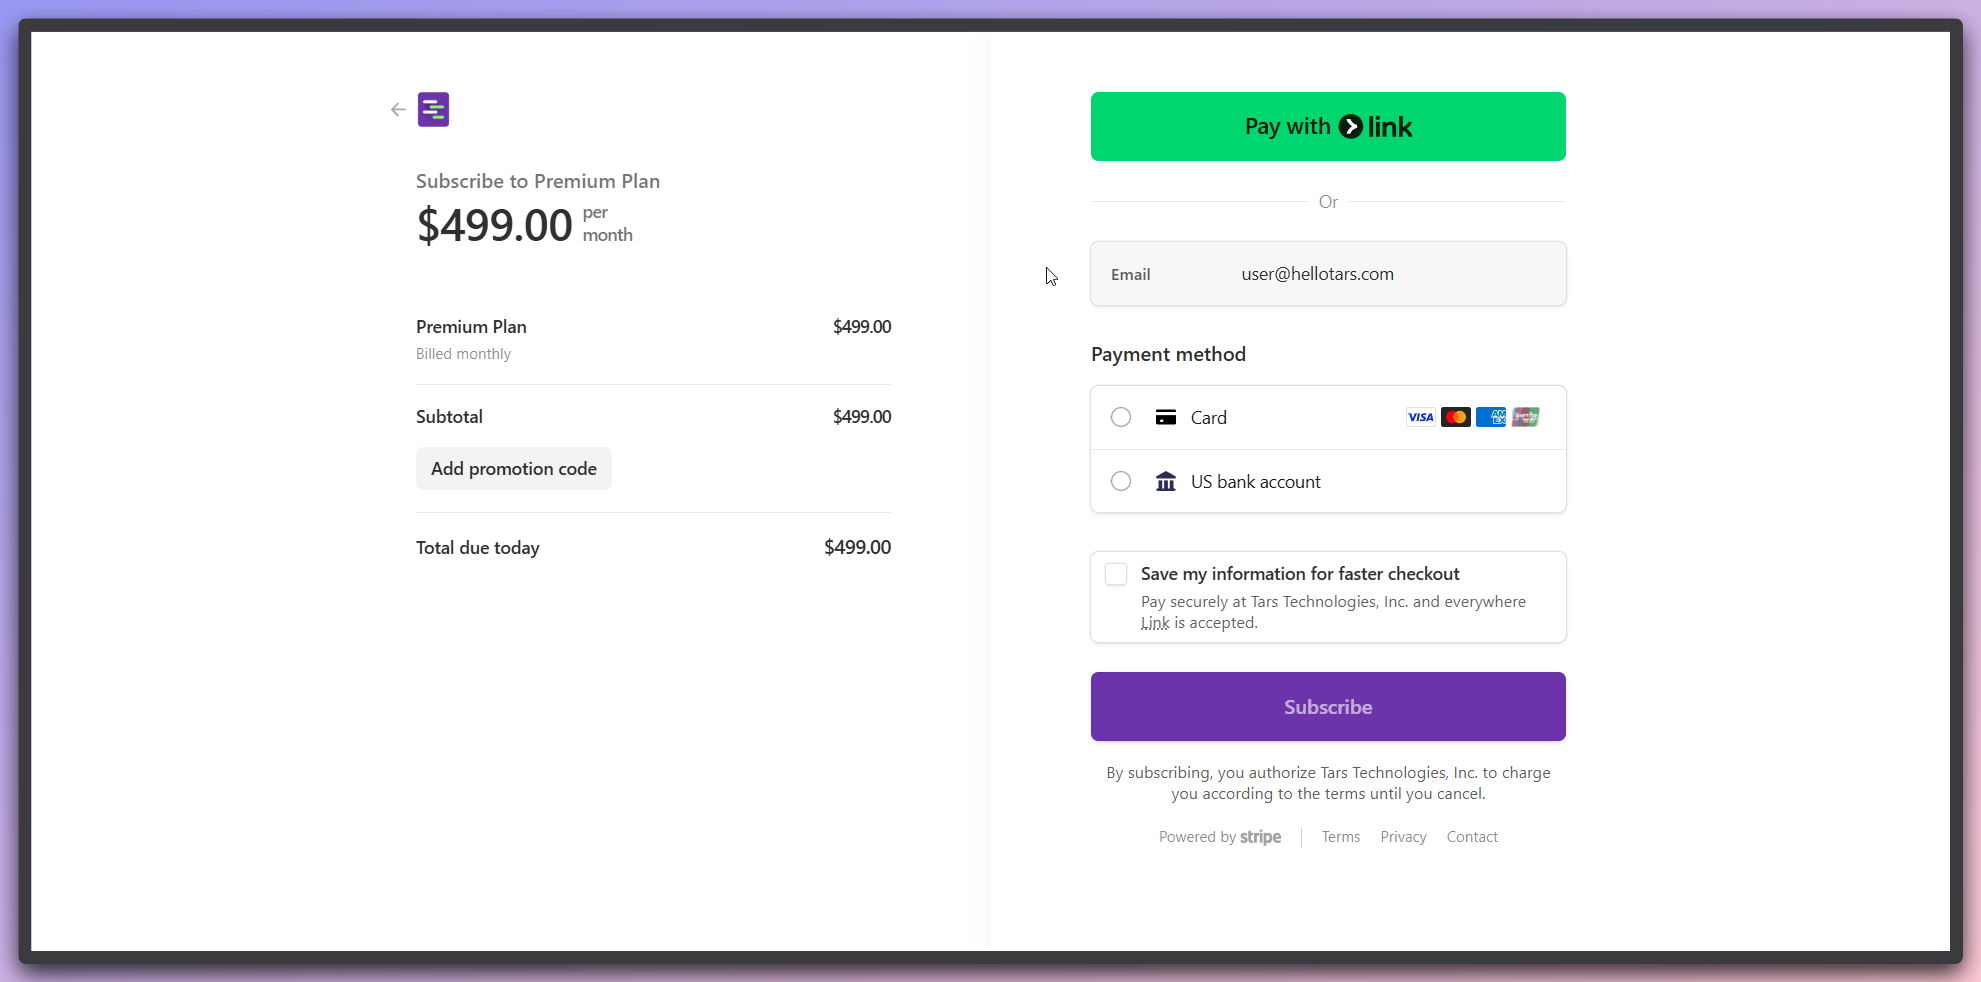 Subscribe to Premium Plan
$499.00 per
month
Premium Plan $499.00
Billed monthly
Subtotal $499.00
Add promotion code
Total due today $499.00
Pay with link
Or
Email user@hellotars.com
Payment method
Card VISA AMEX
US bank account
Save my information for faster checkout
Pay securely at Tars Technologies, Inc. and everywhere
Link is accepted.
Subscribe
By subscribing, you authorize Tars Technologies, Inc. to charge
you according to the terms until you cancel.
Powered by stripe Terms Privacy Contact